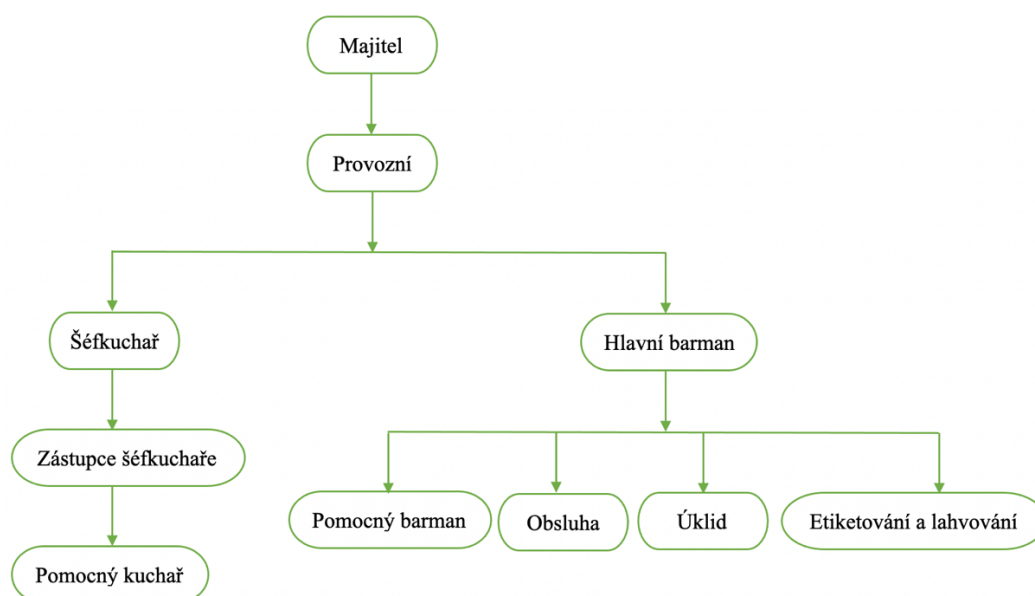 Majitel
Provozní
Šéfkuchař
Hlavní barman
Zástupce šéfkuchaře
Pomocný barman
Obsluha
Úklid
Etiketování a lahvování
Pomocný kuchař